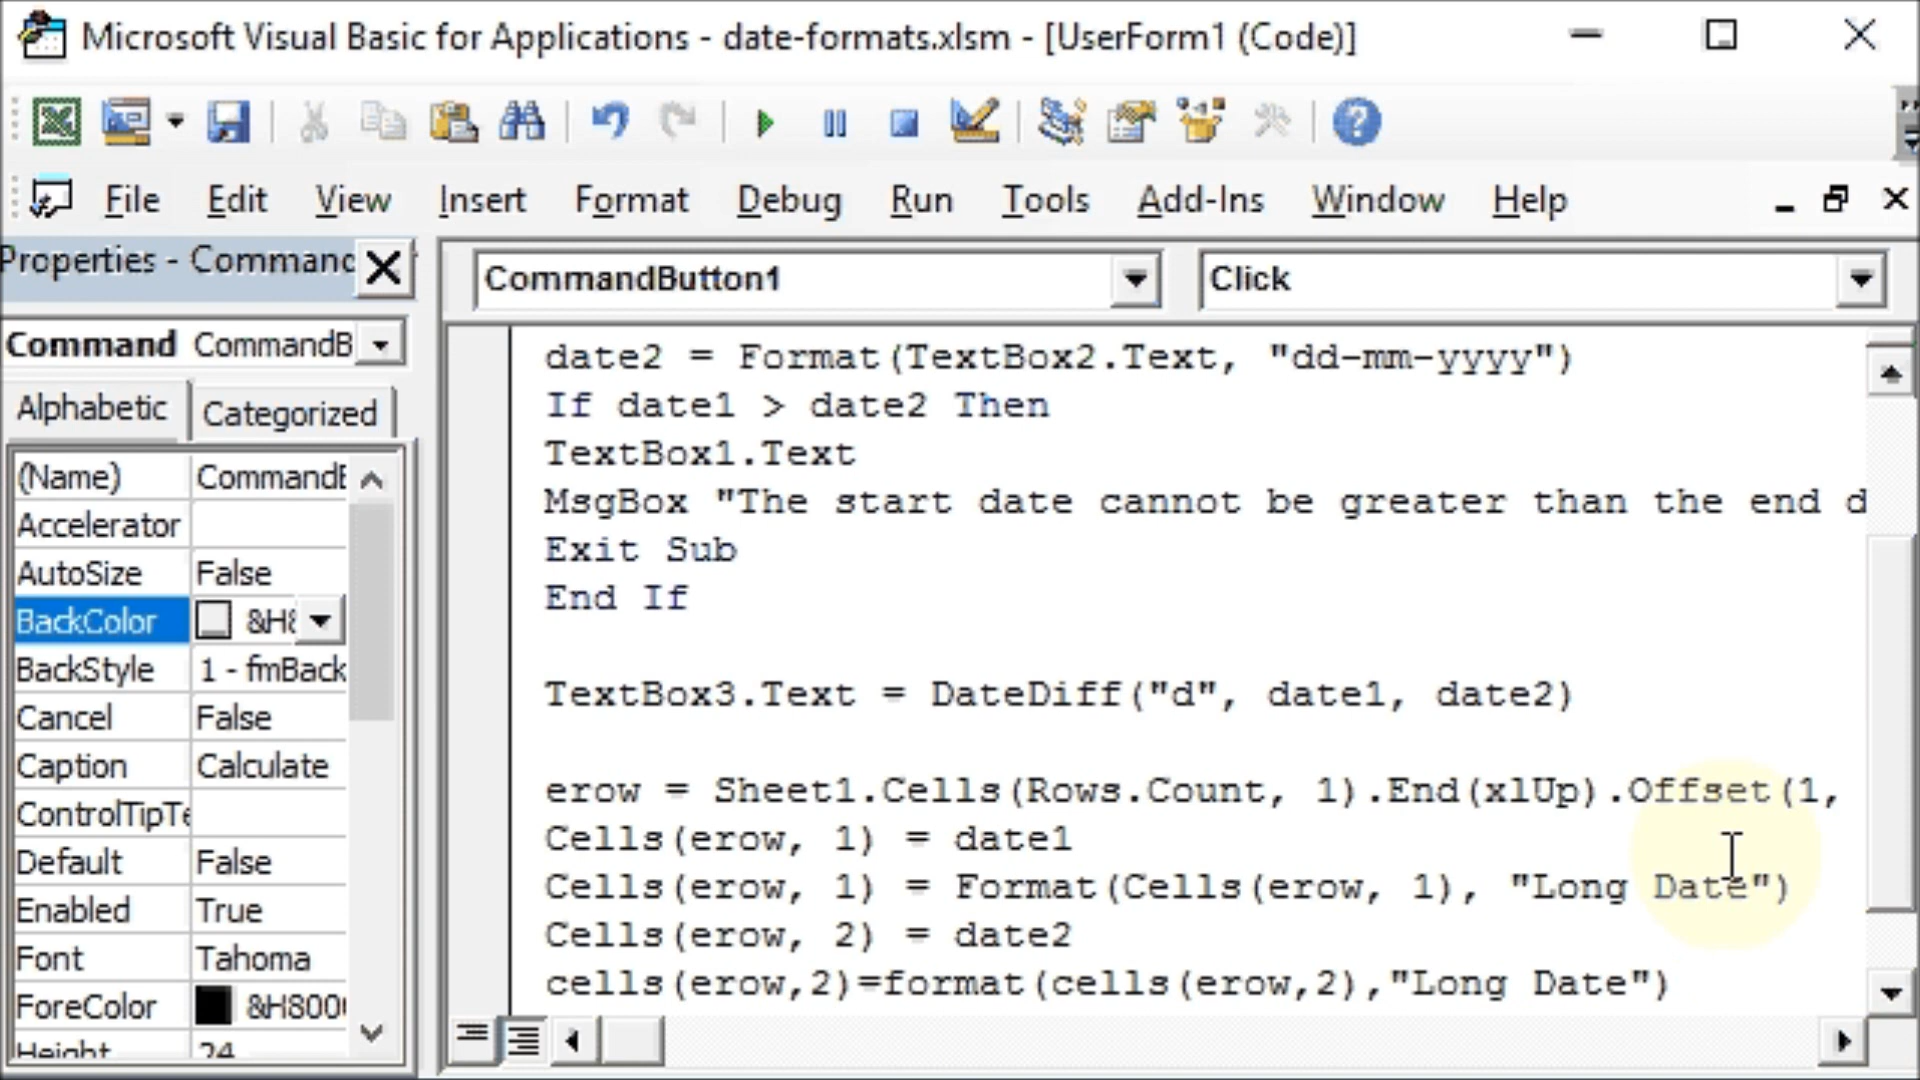 Microsoft Visual Basic for Applications - date-formats.xlsm - [UserForm1 (Code)]
File Edit View Insert Format Debug Run Tools Add-Ins Window Help
Properties - Command
CommandButton1 Click
Command CommandB
Alphabetic Categorized
(Name) CommandB
Accelerator
AutoSize False
BackColor &H8
BackStyle 1 - fmBack
Cancel False
Caption Calculate
ControlTipTe
Default False
Enabled True
Font Tahoma
ForeColor &H800
Height 24
date2 = Format(TextBox2.Text, "dd-mm-yyyy")
If date1 > date2 Then
TextBox1.Text
MsgBox "The start date cannot be greater than the end d
Exit Sub
End If
TextBox3.Text = DateDiff("d", date1, date2)
erow = Sheet1.Cells(Rows.Count, 1).End(xlUp).Offset(1,
Cells(erow, 1) = date1
Cells(erow, 1) = Format(Cells(erow, 1), "Long Date")
Cells(erow, 2) = date2
cells(erow,2)=format(cells(erow,2),"Long Date")